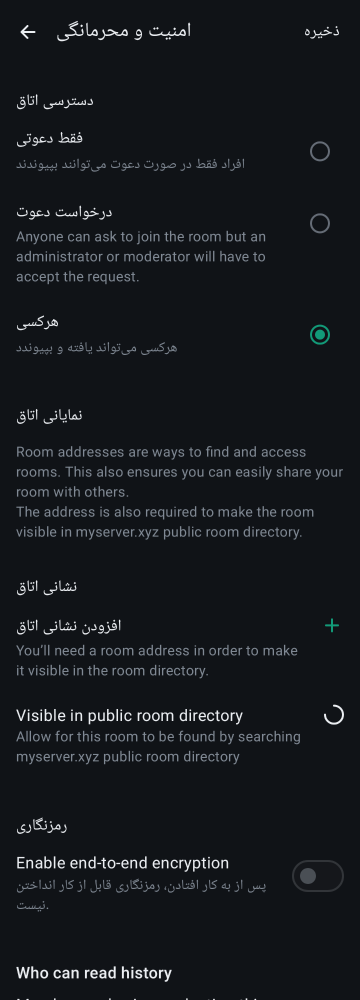 امنیت و محرمانگی
ذخیره
دسترسی اتاق
فقط دعوتی
افراد فقط در صورت دعوت می‌توانند بپیوندند
درخواست دعوت
Anyone can ask to join the room but an
administrator or moderator will have to
accept the request.
هرکسی
هرکسی می‌تواند یافته و بپیوندد
نمایانی اتاق
Room addresses are ways to find and access
rooms. This also ensures you can easily share your
room with others.
The address is also required to make the room
visible in myserver.xyz public room directory.
نشانی اتاق
افزودن نشانی اتاق
You’ll need a room address in order to make
it visible in the room directory.
Visible in public room directory
Allow for this room to be found by searching
myserver.xyz public room directory
رمزنگاری
Enable end-to-end encryption
پس از به کار افتادن، رمزنگاری قابل از کار انداختن
نیست.
Who can read history